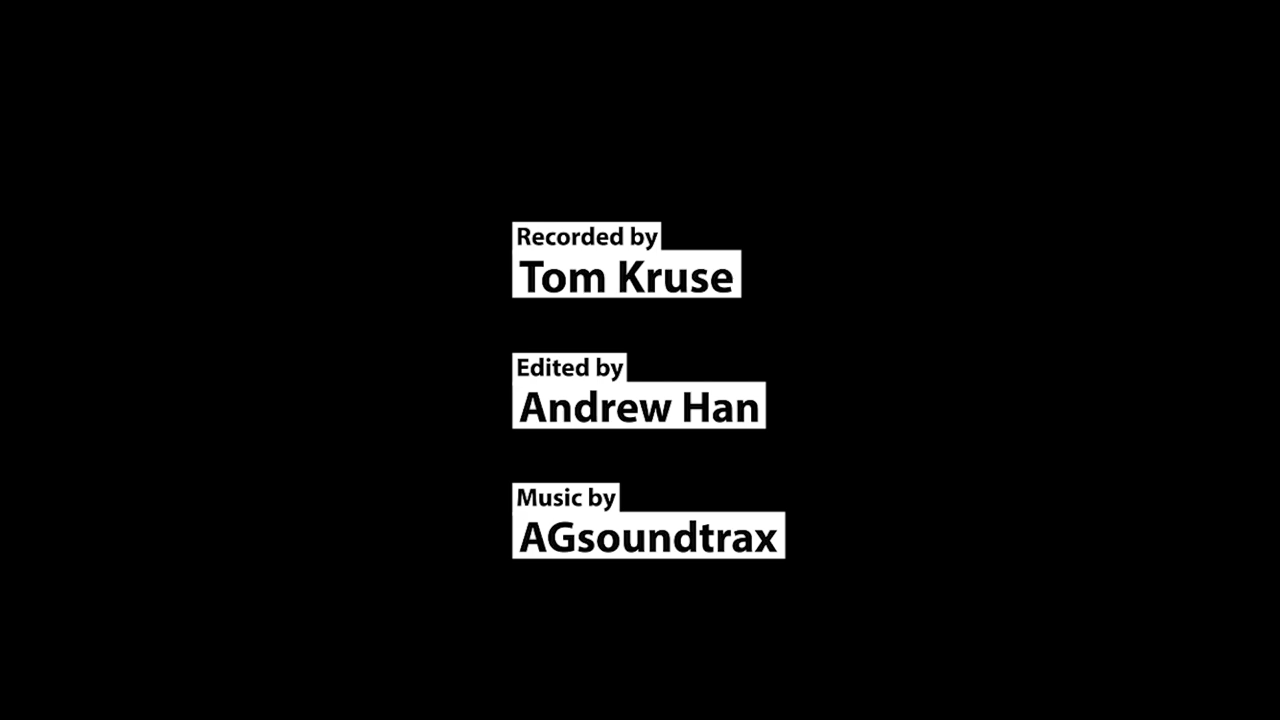 Recorded by
Tom Kruse
Edited by
Andrew Han
Music by
AGsoundtrax